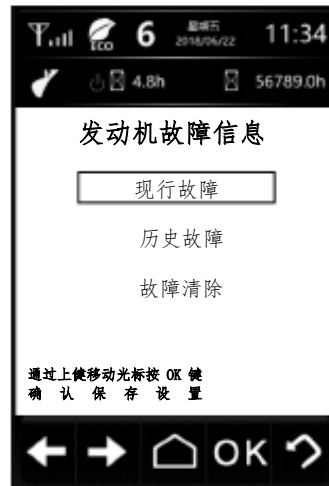 ECO 6 星期五 11:34
2018/06/22
4.8h 56789.0h
发动机故障信息
现行故障
历史故障
故障清除
通过上健移动光标按 OK 键
确 认 保 存 设 置
OK